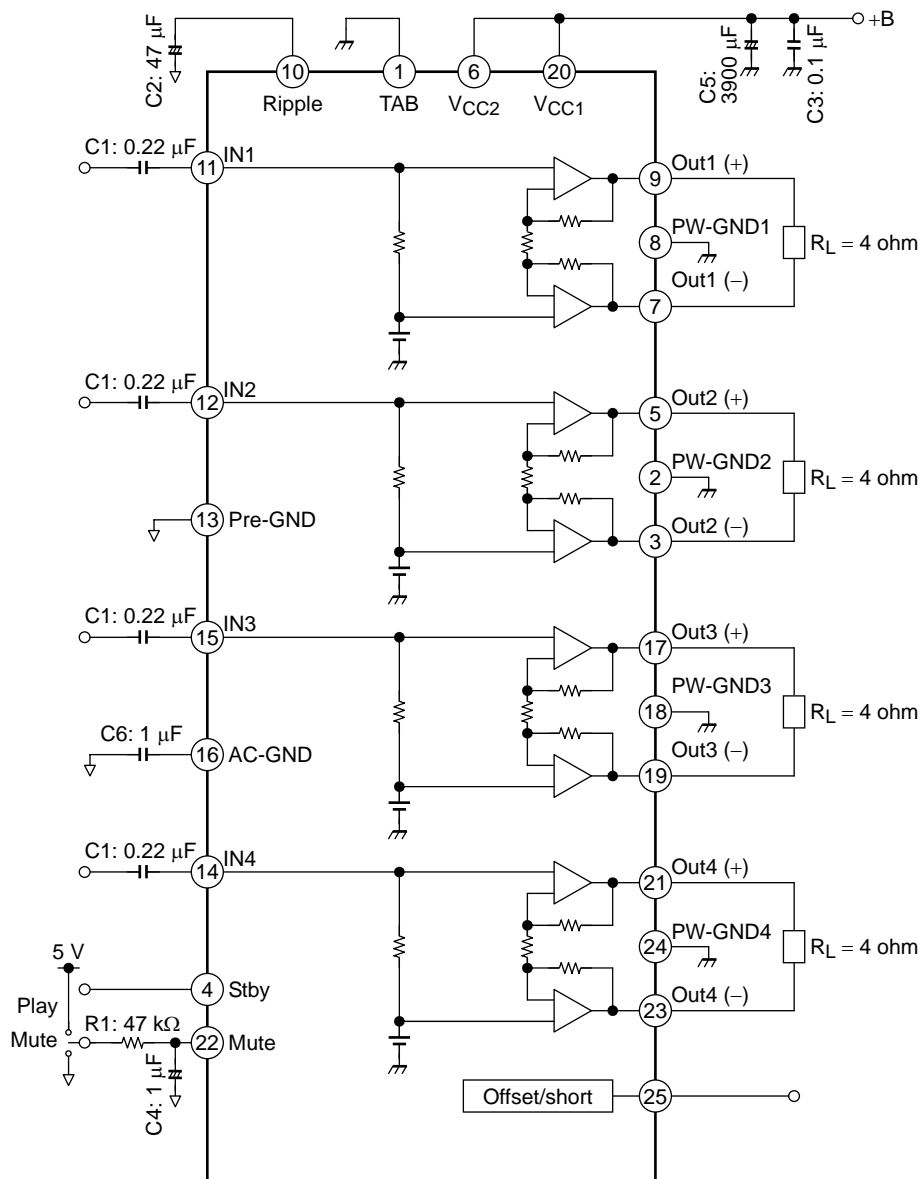 +B
C2: 47 µF
C5: 3900 µF
C3: 0.1 µF
10
1
6
20
Ripple
TAB
VCC2
VCC1
C1: 0.22 µF
11
IN1
9
Out1 (+)
8
PW-GND1
RL = 4 ohm
7
Out1 (−)
C1: 0.22 µF
12
IN2
5
Out2 (+)
2
PW-GND2
RL = 4 ohm
13
Pre-GND
3
Out2 (−)
C1: 0.22 µF
15
IN3
17
Out3 (+)
18
PW-GND3
RL = 4 ohm
C6: 1 µF
16
AC-GND
19
Out3 (−)
C1: 0.22 µF
14
IN4
21
Out4 (+)
24
PW-GND4
RL = 4 ohm
5 V
4
Stby
23
Out4 (−)
Play
Mute
R1: 47 kΩ
22
Mute
C4: 1 µF
Offset/short
25